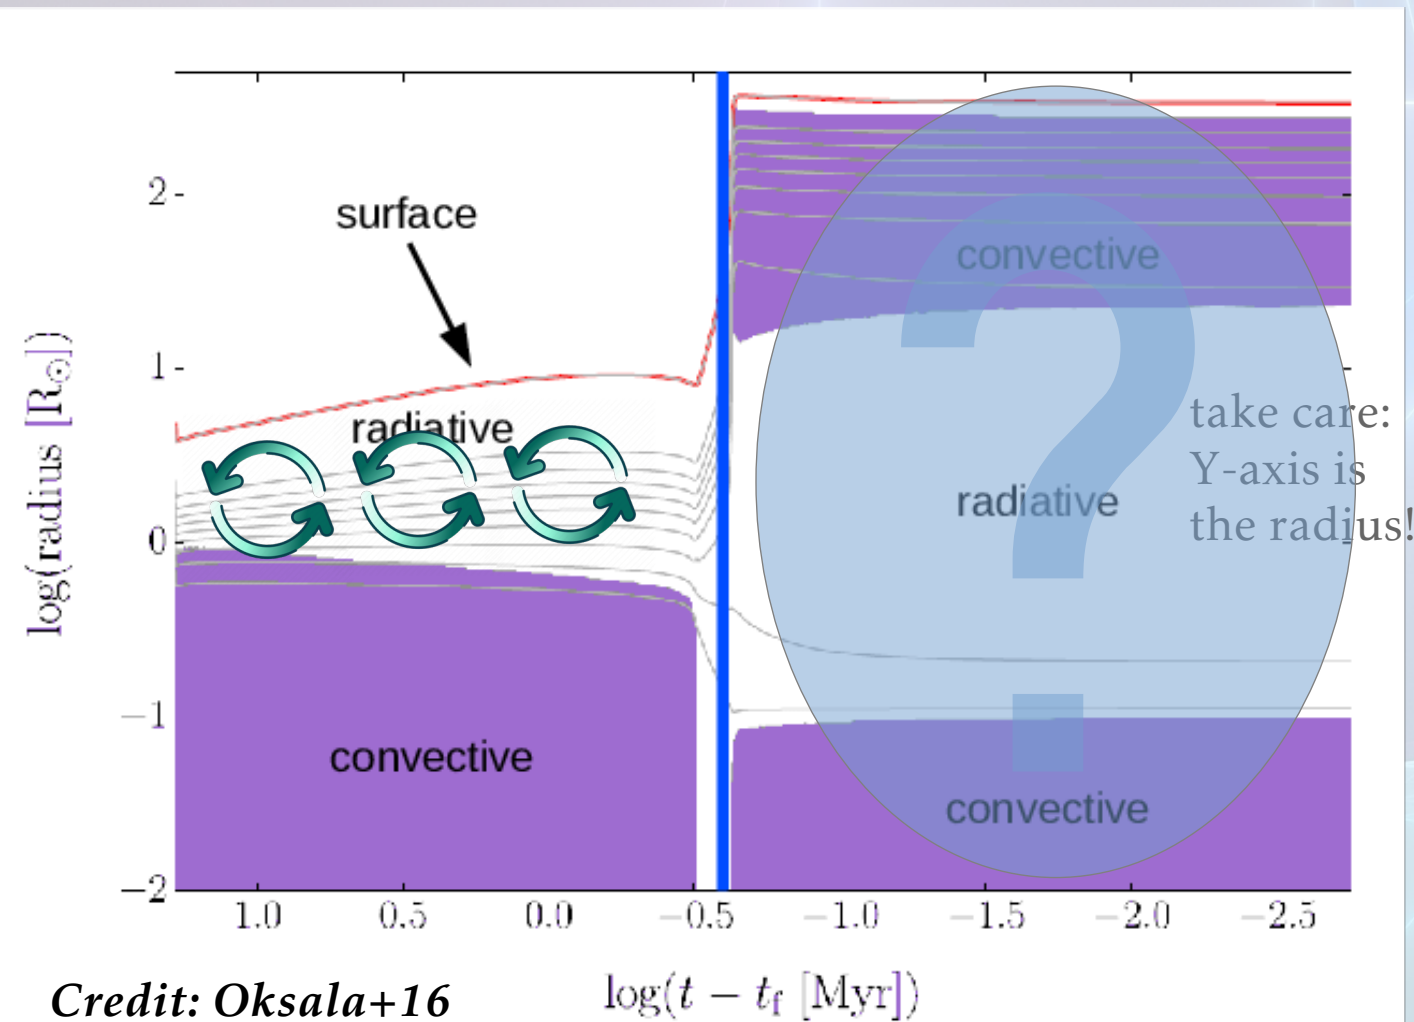 surface
radiative
convective
convective
radiative
convective
?
take care:
Y-axis is
the radius!
2
1
0
−1
−2
log(radius [R☉])
1.0
0.5
0.0
−0.5
−1.0
−1.5
−2.0
−2.5
log(t − t_f [Myr])
Credit: Oksala+16